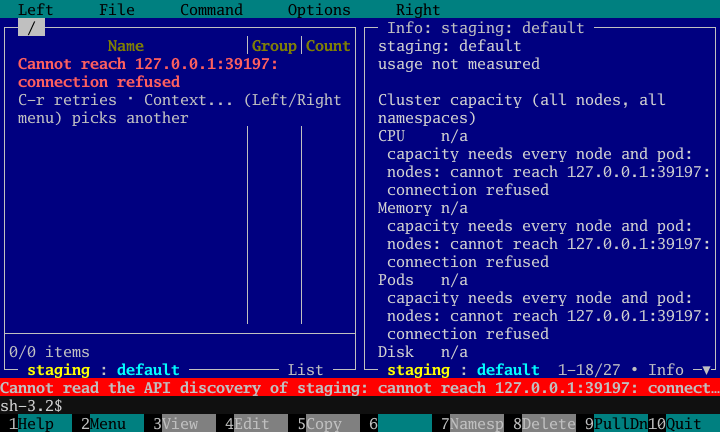 Left File Command Options Right
/
Name Group Count
Cannot reach 127.0.0.1:39197:
connection refused
C-r retries · Context... (Left/Right
menu) picks another
0/0 items
staging : default List
Info: staging: default
staging: default
usage not measured
Cluster capacity (all nodes, all
namespaces)
CPU n/a
capacity needs every node and pod:
nodes: cannot reach 127.0.0.1:39197:
connection refused
Memory n/a
capacity needs every node and pod:
nodes: cannot reach 127.0.0.1:39197:
connection refused
Pods n/a
capacity needs every node and pod:
nodes: cannot reach 127.0.0.1:39197:
connection refused
Disk n/a
staging : default 1-18/27 • Info ▼
Cannot read the API discovery of staging: cannot reach 127.0.0.1:39197: connect…
sh-3.2$
1Help 2Menu 3View 4Edit 5Copy 6 7Namesp 8Delete 9PullDn 10Quit